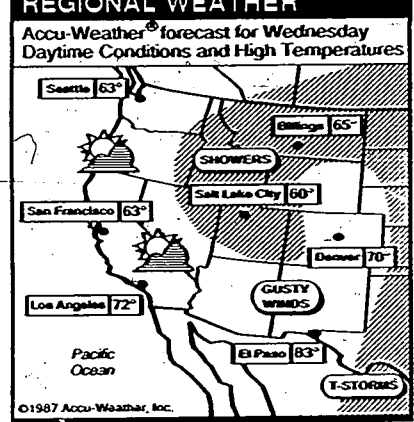 REGIONAL WEATHER
Accu-Weather® forecast for Wednesday
Daytime Conditions and High Temperatures
Seattle 63°
Billings 65°
SHOWERS
Salt Lake City 60°
San Francisco 63°
Denver 70°
Los Angeles 72°
GUSTY
WINDS
Pacific
Ocean
El Paso 83°
T-STORMS
©1987 Accu-Weather, Inc.